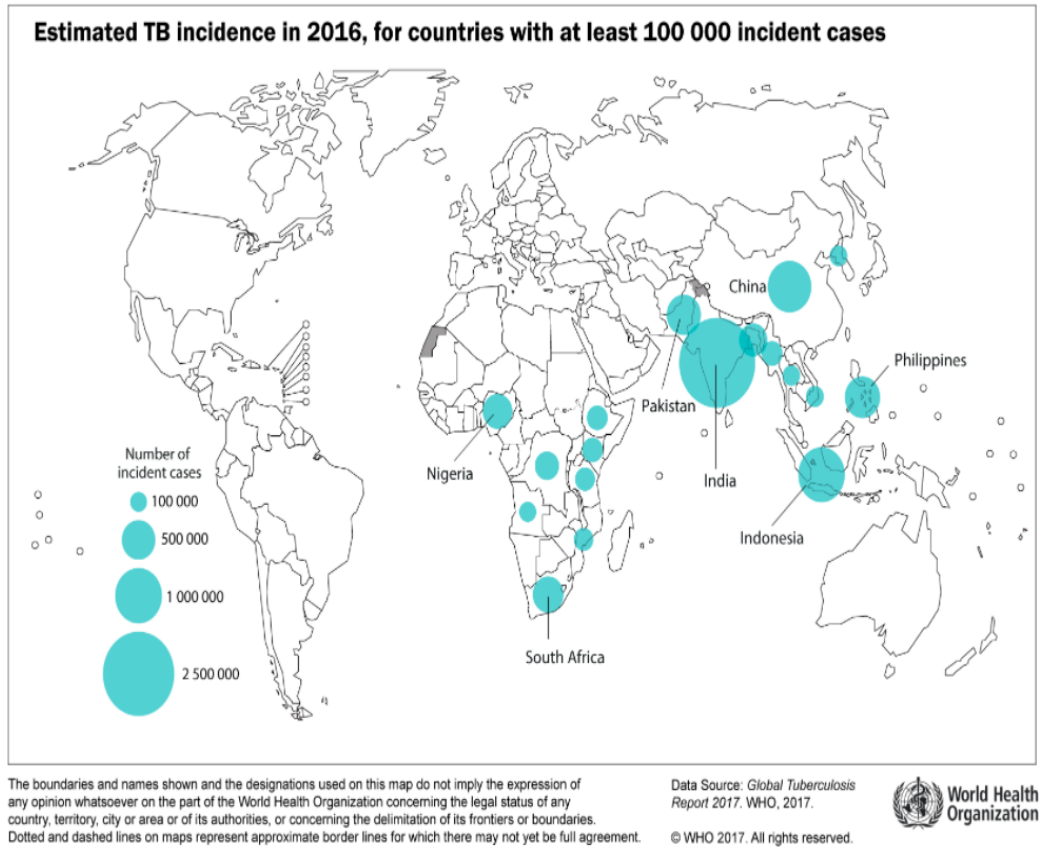 Estimated TB incidence in 2016, for countries with at least 100 000 incident cases
China
Philippines
Pakistan
Nigeria
India
Indonesia
South Africa
Number of
incident cases
100 000
500 000
1 000 000
2 500 000
The boundaries and names shown and the designations used on this map do not imply the expression of
any opinion whatsoever on the part of the World Health Organization concerning the legal status of any
country, territory, city or area or of its authorities, or concerning the delimitation of its frontiers or boundaries.
Dotted and dashed lines on maps represent approximate border lines for which there may not yet be full agreement.
Data Source: Global Tuberculosis
Report 2017. WHO, 2017.
© WHO 2017. All rights reserved.
World Health
Organization